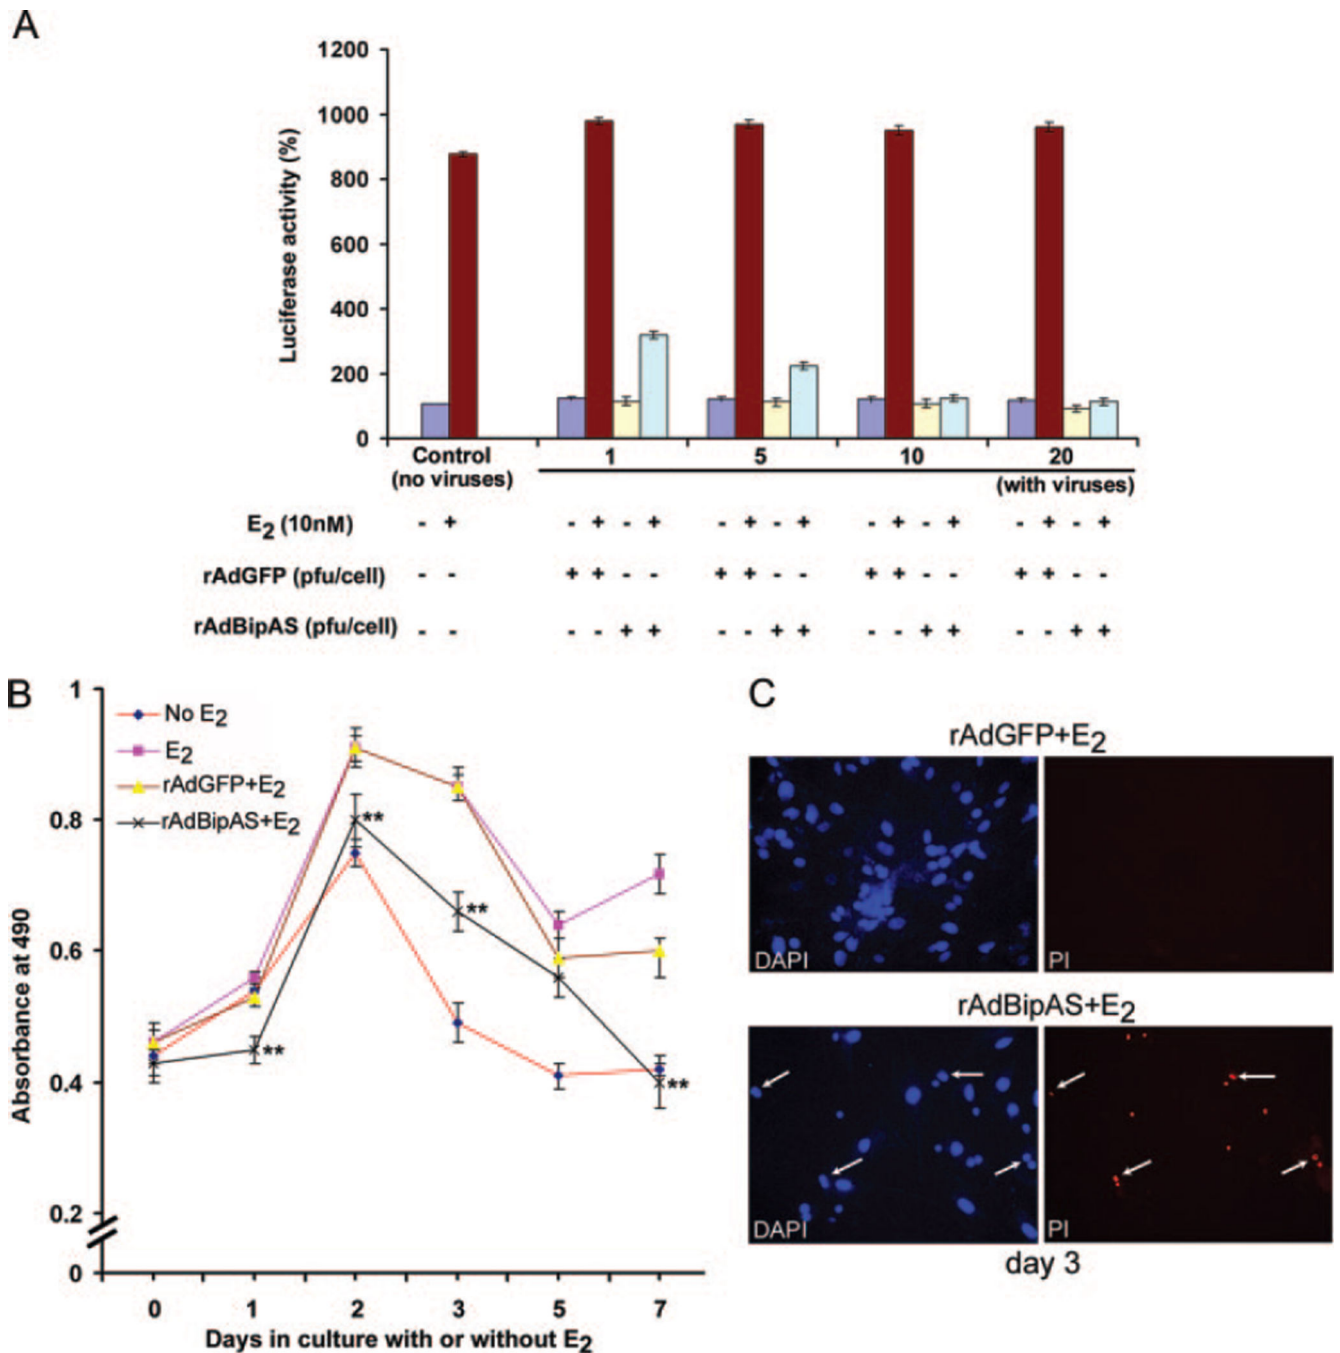 A
1200
1000
800
600
400
200
0
Luciferase activity (%)
Control
(no viruses)
1
5
10
20
(with viruses)
E2 (10nM) - + - + - + - + - + - + - + - + - +
rAdGFP (pfu/cell) - - + + - - + + - - + + - - + + - -
rAdBipAS (pfu/cell) - - - - + + - - + + - - + + - - + +
B
1
0.8
0.6
0.4
0.2
0
Absorbance at 490
No E2
E2
rAdGFP+E2
rAdBipAS+E2
**
**
**
**
0 1 2 3 5 7
Days in culture with or without E2
C
rAdGFP+E2
DAPI
PI
rAdBipAS+E2
DAPI
PI
day 3